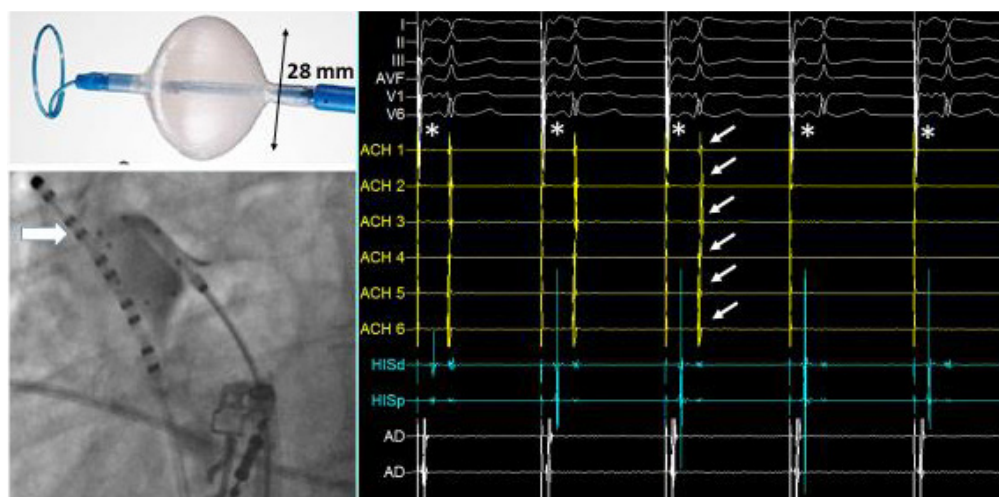 28 mm
I
II
III
AVF
V1
V6
* * * * *
ACH 1
ACH 2
ACH 3
ACH 4
ACH 5
ACH 6
HISd
HISp
AD
AD